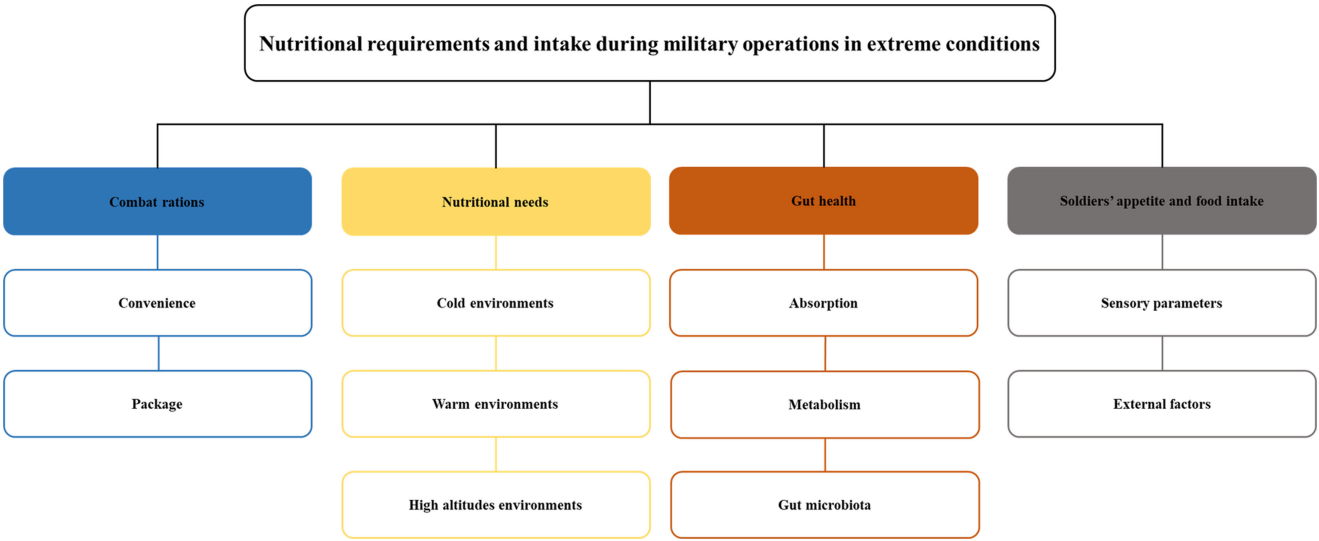 Nutritional requirements and intake during military operations in extreme conditions
Combat rations
Nutritional needs
Gut health
Soldiers' appetite and food intake
Convenience
Cold environments
Absorption
Sensory parameters
Package
Warm environments
Metabolism
External factors
High altitudes environments
Gut microbiota